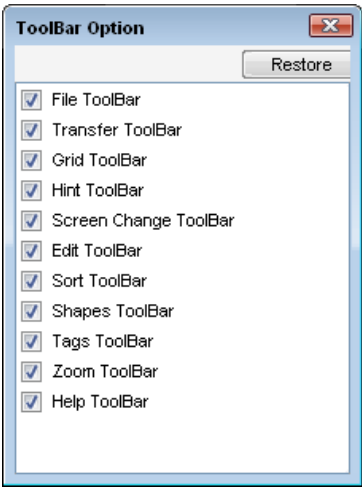 ToolBar Option
Restore
File ToolBar
Transfer ToolBar
Grid ToolBar
Hint ToolBar
Screen Change ToolBar
Edit ToolBar
Sort ToolBar
Shapes ToolBar
Tags ToolBar
Zoom ToolBar
Help ToolBar